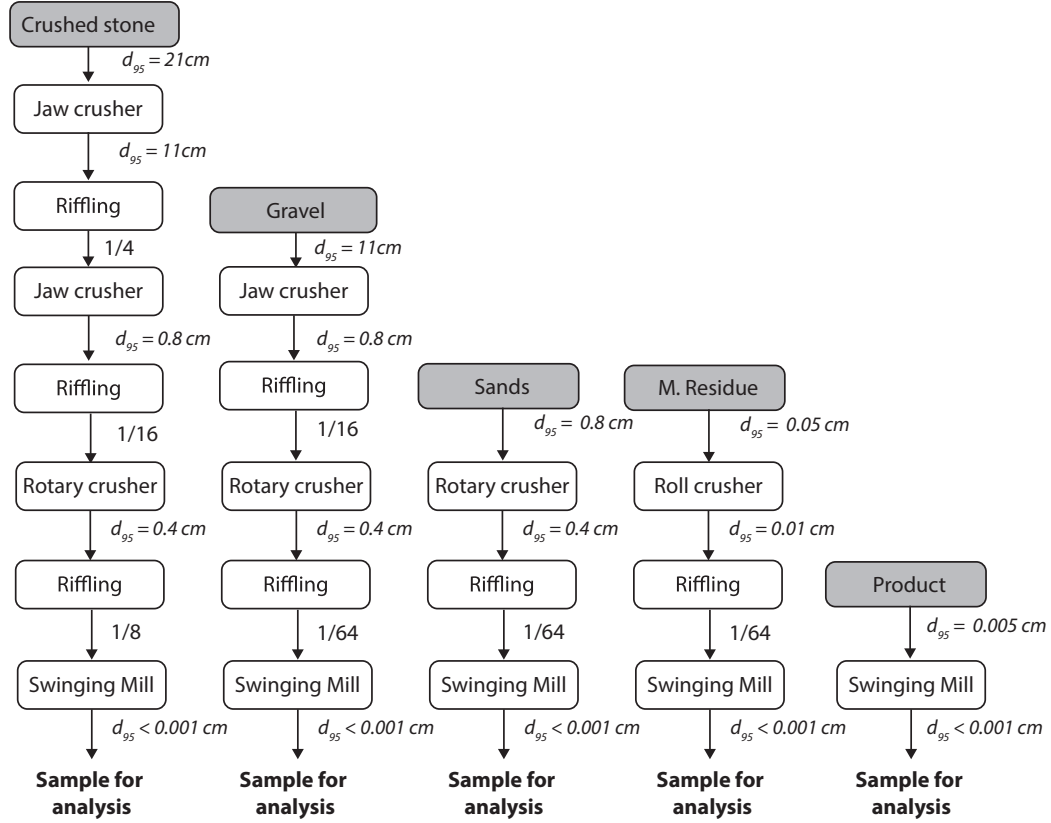 Crushed stone
d95 = 21cm
Jaw crusher
d95 = 11cm
Riffling
1/4
Jaw crusher
d95 = 0.8 cm
Riffling
1/16
Rotary crusher
d95 = 0.4 cm
Riffling
1/8
Swinging Mill
d95 < 0.001 cm
Sample for
analysis
Gravel
d95 = 11cm
Jaw crusher
d95 = 0.8 cm
Riffling
1/16
Rotary crusher
d95 = 0.4 cm
Riffling
1/64
Swinging Mill
d95 < 0.001 cm
Sample for
analysis
Sands
d95 = 0.8 cm
Rotary crusher
d95 = 0.4 cm
Riffling
1/64
Swinging Mill
d95 < 0.001 cm
Sample for
analysis
M. Residue
d95 = 0.05 cm
Roll crusher
d95 = 0.01 cm
Riffling
1/64
Swinging Mill
d95 < 0.001 cm
Sample for
analysis
Product
d95 = 0.005 cm
Swinging Mill
d95 < 0.001 cm
Sample for
analysis